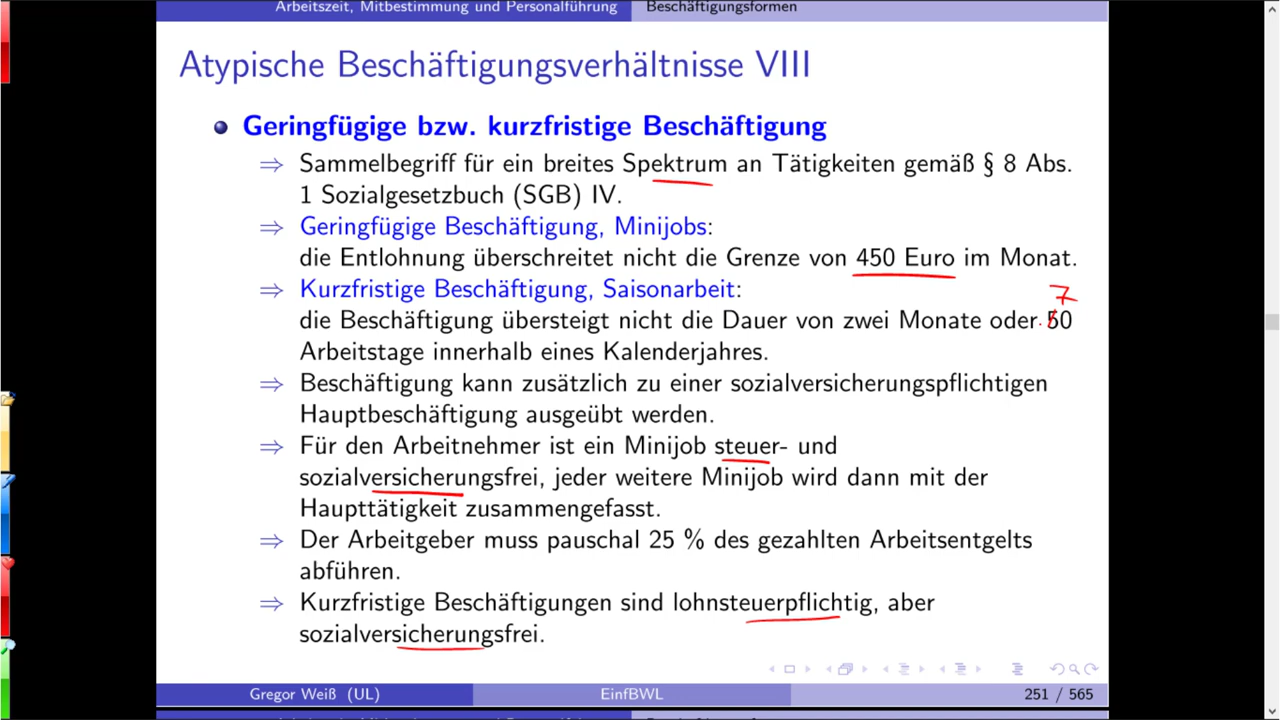 Arbeitszeit, Mitbestimmung und Personalführung Beschäftigungsformen
Atypische Beschäftigungsverhältnisse VIII
Geringfügige bzw. kurzfristige Beschäftigung
⇒ Sammelbegriff für ein breites Spektrum an Tätigkeiten gemäß § 8 Abs.
1 Sozialgesetzbuch (SGB) IV.
⇒ Geringfügige Beschäftigung, Minijobs:
die Entlohnung überschreitet nicht die Grenze von 450 Euro im Monat.
⇒ Kurzfristige Beschäftigung, Saisonarbeit:
7
die Beschäftigung übersteigt nicht die Dauer von zwei Monate oder 50
Arbeitstage innerhalb eines Kalenderjahres.
⇒ Beschäftigung kann zusätzlich zu einer sozialversicherungspflichtigen
Hauptbeschäftigung ausgeübt werden.
⇒ Für den Arbeitnehmer ist ein Minijob steuer- und
sozialversicherungsfrei, jeder weitere Minijob wird dann mit der
Haupttätigkeit zusammengefasst.
⇒ Der Arbeitgeber muss pauschal 25 % des gezahlten Arbeitsentgelts
abführen.
⇒ Kurzfristige Beschäftigungen sind lohnsteuerpflichtig, aber
sozialversicherungsfrei.
Gregor Weiß (UL) EinfBWL 251 / 565